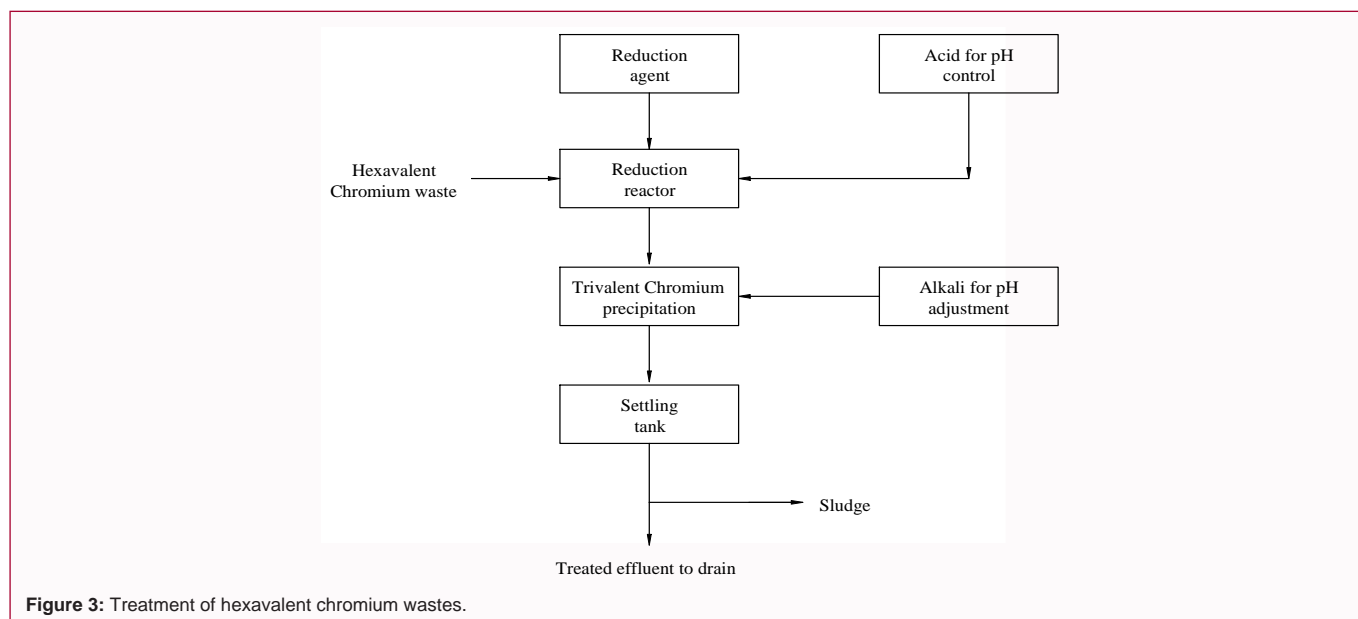 Reduction
agent
Acid for pH
control
Hexavalent
Chromium waste
Reduction
reactor
Trivalent Chromium
precipitation
Alkali for pH
adjustment
Settling
tank
Sludge
Treated effluent to drain
Figure 3: Treatment of hexavalent chromium wastes.